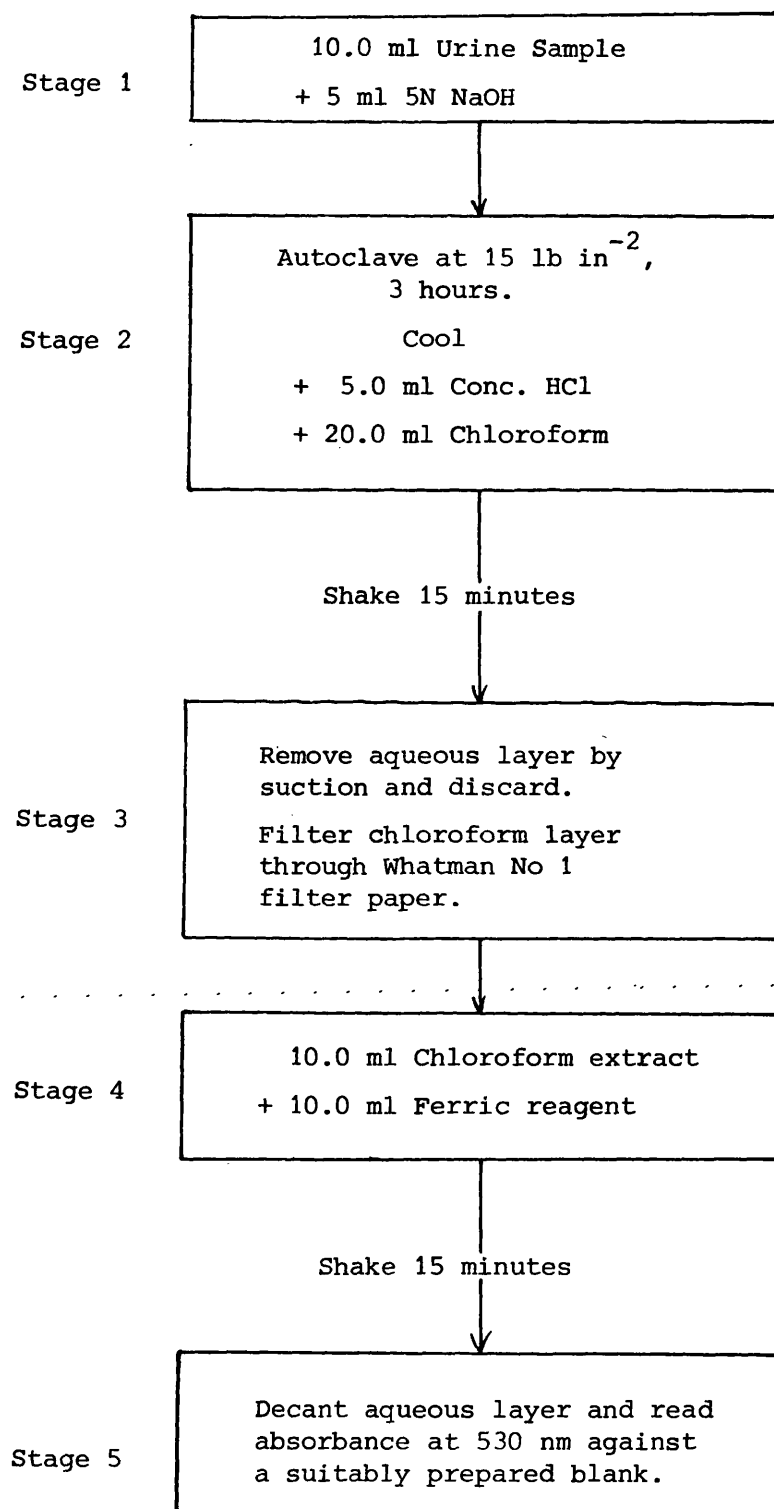 Stage 1
10.0 ml Urine Sample
+ 5 ml 5N NaOH
Stage 2
Autoclave at 15 lb in⁻²,
3 hours.
Cool
+ 5.0 ml Conc. HCl
+ 20.0 ml Chloroform
Shake 15 minutes
Stage 3
Remove aqueous layer by
suction and discard.
Filter chloroform layer
through Whatman No 1
filter paper.
Stage 4
10.0 ml Chloroform extract
+ 10.0 ml Ferric reagent
Shake 15 minutes
Stage 5
Decant aqueous layer and read
absorbance at 530 nm against
a suitably prepared blank.